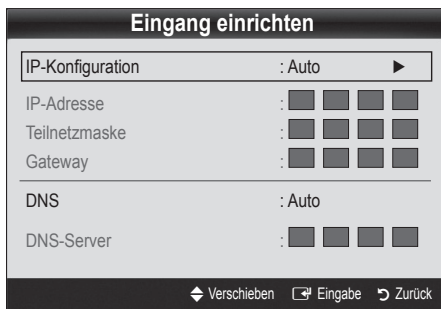 Eingang einrichten
IP-Konfiguration : Auto ►
IP-Adresse :
Teilnetzmaske :
Gateway :
DNS : Auto
DNS-Server :
Verschieben Eingabe Zurück